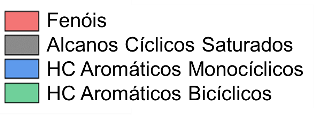 Fenóis
Alcanos Cíclicos Saturados
HC Aromáticos Monocíclicos
HC Aromáticos Bicíclicos